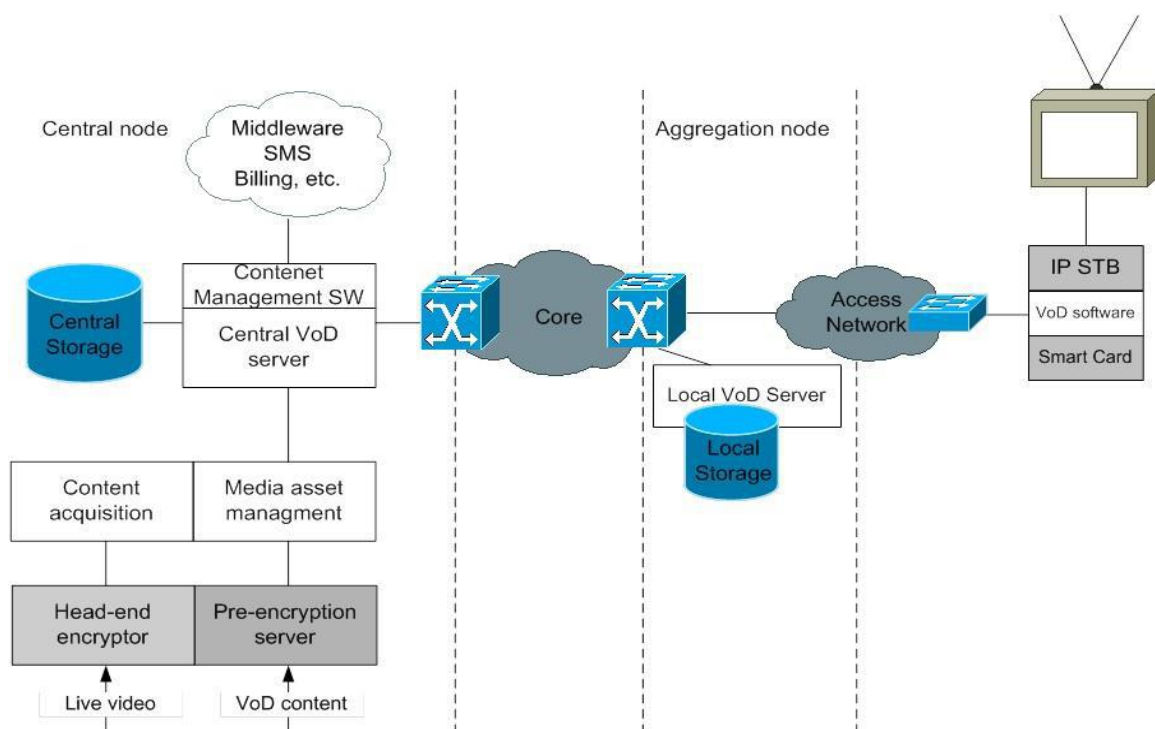 Central node
Middleware
SMS
Billing, etc.
Aggregation node
Contenet
Management SW
Central VoD
server
Central
Storage
Core
Access
Network
IP STB
VoD software
Smart Card
Local VoD Server
Local
Storage
Content
acquisition
Media asset
managment
Head-end
encryptor
Pre-encryption
server
Live video
VoD content